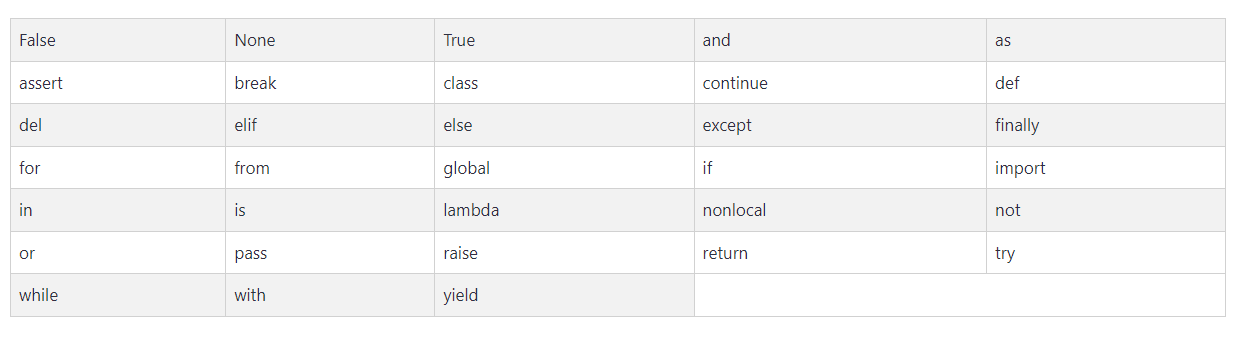 False None True and as
assert break class continue def
del elif else except finally
for from global if import
in is lambda nonlocal not
or pass raise return try
while with yield